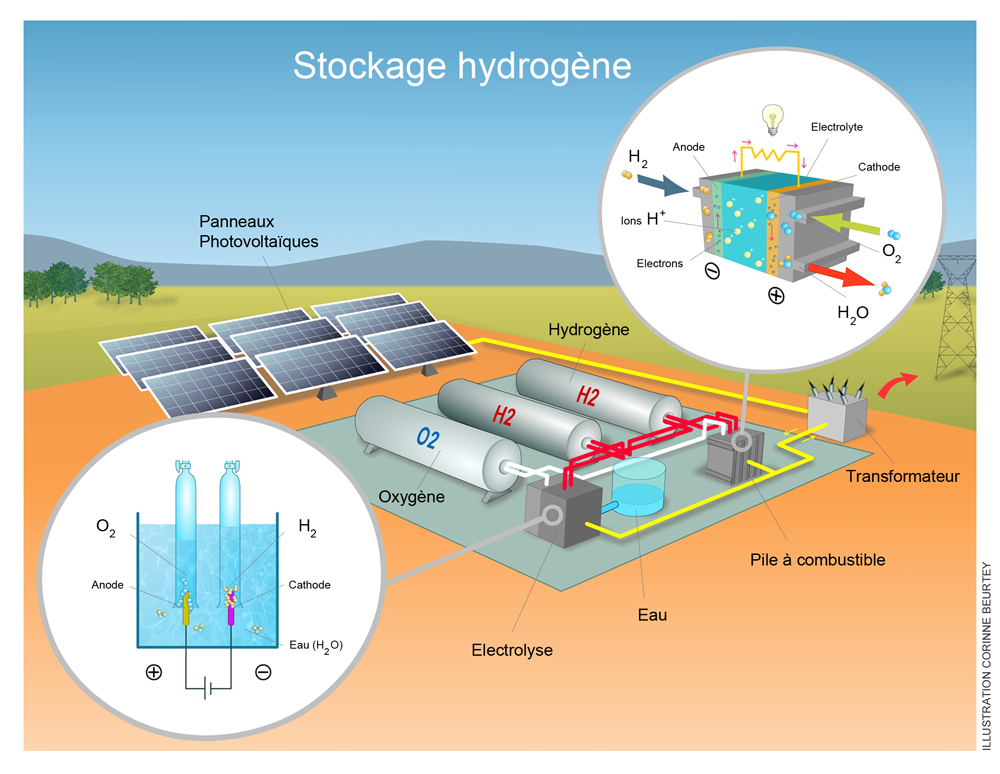 Stockage hydrogène
Electrolyte
Anode
H2
Cathode
Ions H+
Electrons
O2
H2O
Panneaux
Photovoltaïques
Hydrogène
H2
H2
O2
Oxygène
Transformateur
Pile à combustible
Eau
Electrolyse
O2
H2
Anode
Cathode
Eau (H2O)
ILLUSTRATION CORINNE BEURTEY